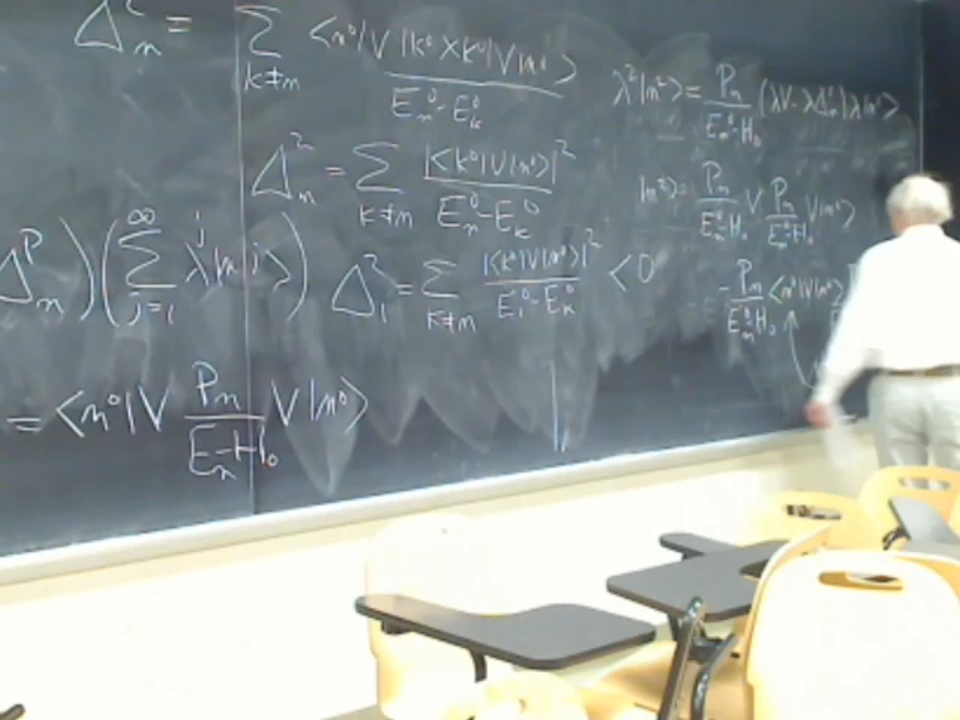 Δ²ₙ = Σ_{k≠n} <n⁰|V|k⁰><k⁰|V|n⁰> / E⁰ₙ - E⁰ₖ
Δ²ₙ = Σ_{k≠n} |<k⁰|V|n⁰>|² / E⁰ₙ - E⁰ₖ
Δᴾₙ)(Σ_{j=1}^{∞} λʲ|nʲ>)
Δ²₁ = Σ_{k≠n} |<k⁰|V|n⁰>|² / E⁰₁ - E⁰ₖ < 0
= <n⁰|V Pₙ / Eₙ - H₀ V|n⁰>
λ²|n²> = Pₙ / E⁰ₙ - H₀ (λV - λΔ¹ₙ) λ|n¹>
|n²> = Pₙ / E⁰ₙ - H₀ V Pₙ / E⁰ₙ - H₀ V|n⁰>
- Pₙ / E⁰ₙ - H₀ <n⁰|V|n⁰>